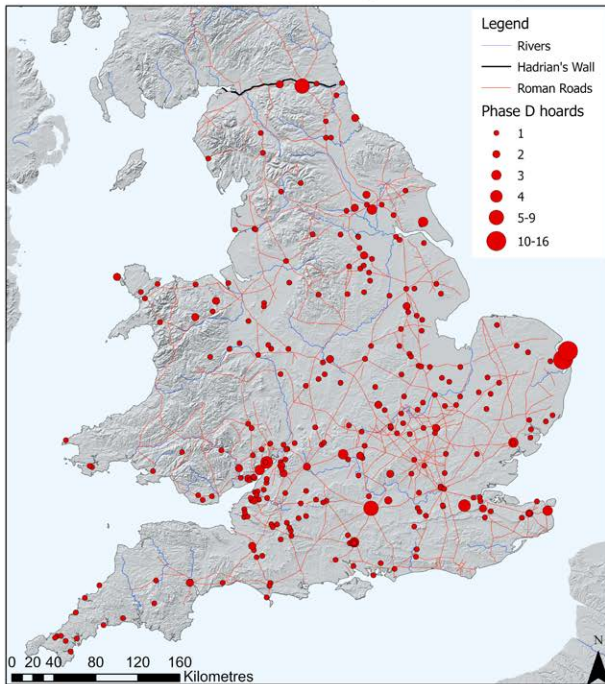 Legend
Rivers
Hadrian's Wall
Roman Roads
Phase D hoards
1
2
3
4
5-9
10-16
N
0 20 40 80 120 160
Kilometres